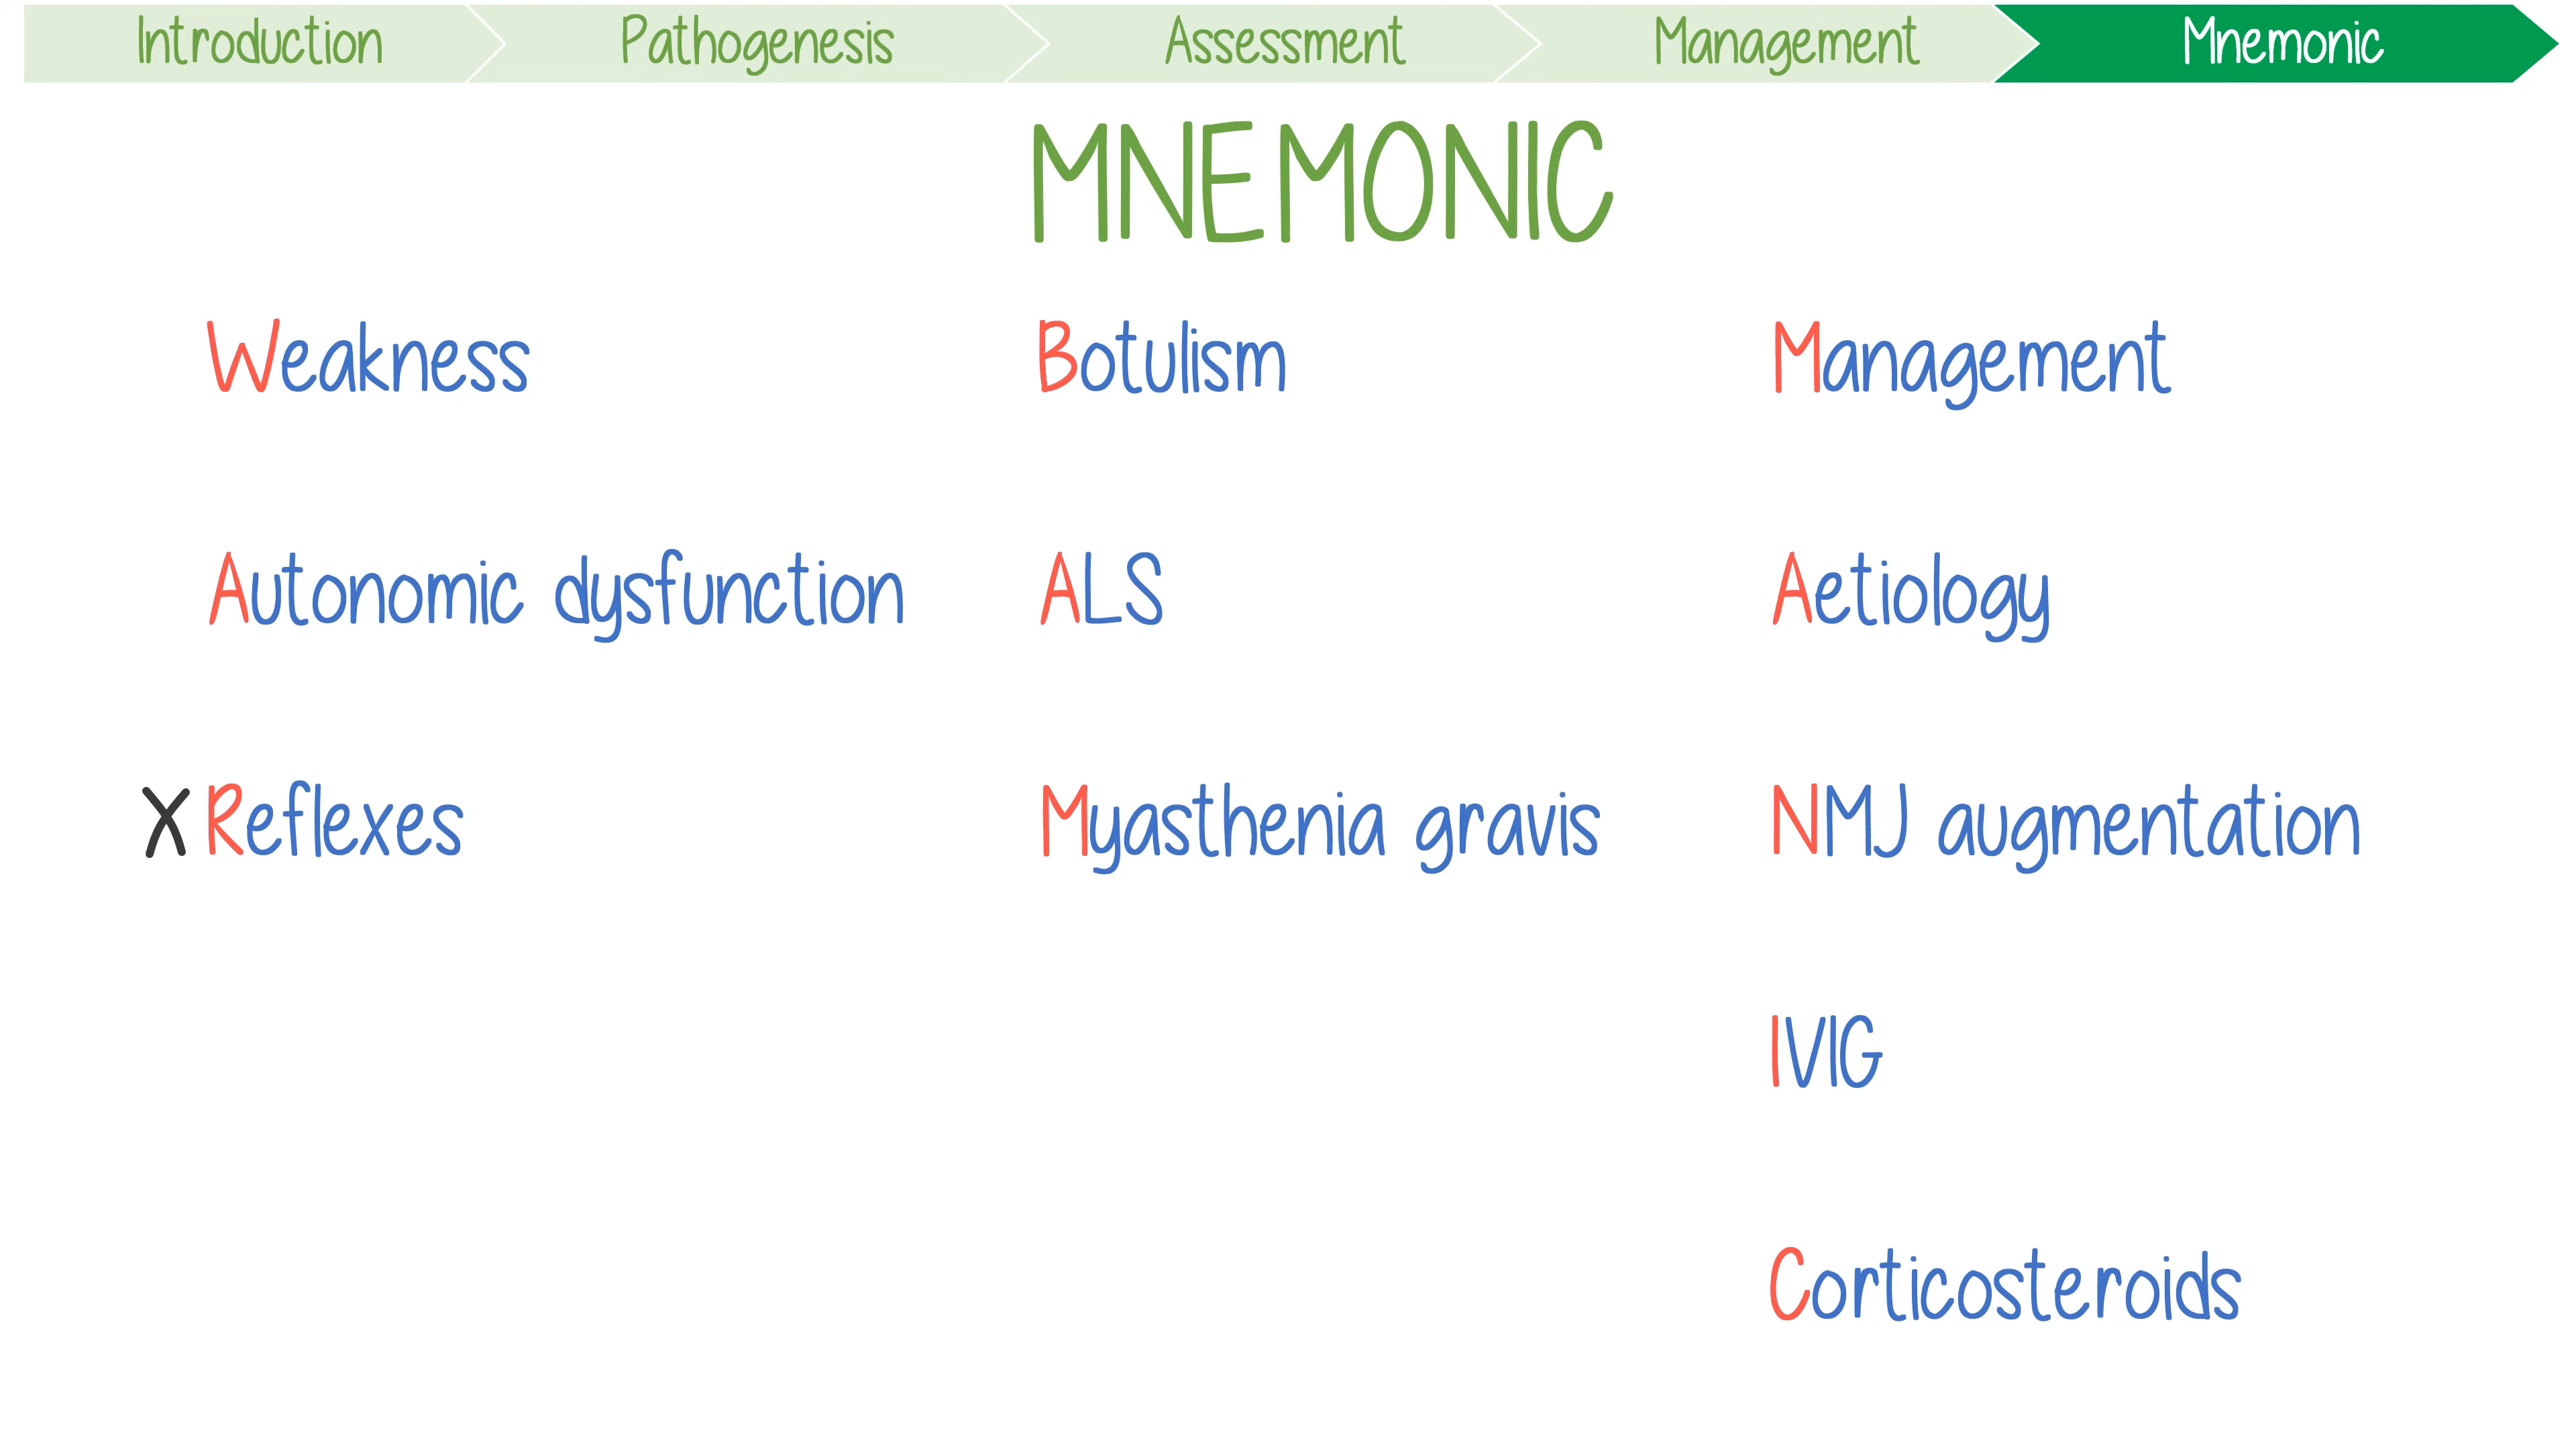 Introduction
Pathogenesis
Assessment
Management
Mnemonic
MNEMONIC
Weakness
Autonomic dysfunction
X Reflexes
Botulism
ALS
Myasthenia gravis
Management
Aetiology
NMJ augmentation
IVIG
Corticosteroids